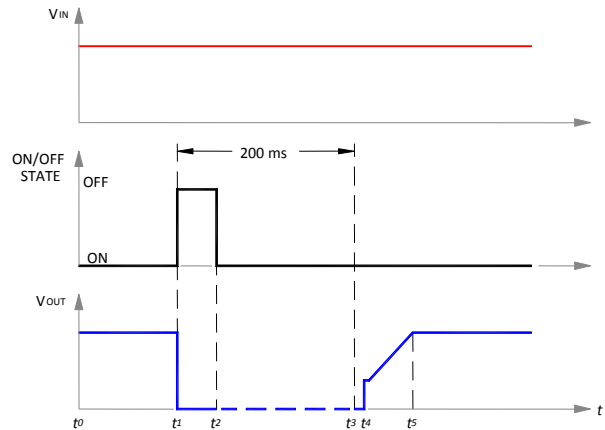 VIN
200 ms
ON/OFF
STATE
OFF
ON
VOUT
t0 t1 t2 t3 t4 t5 t